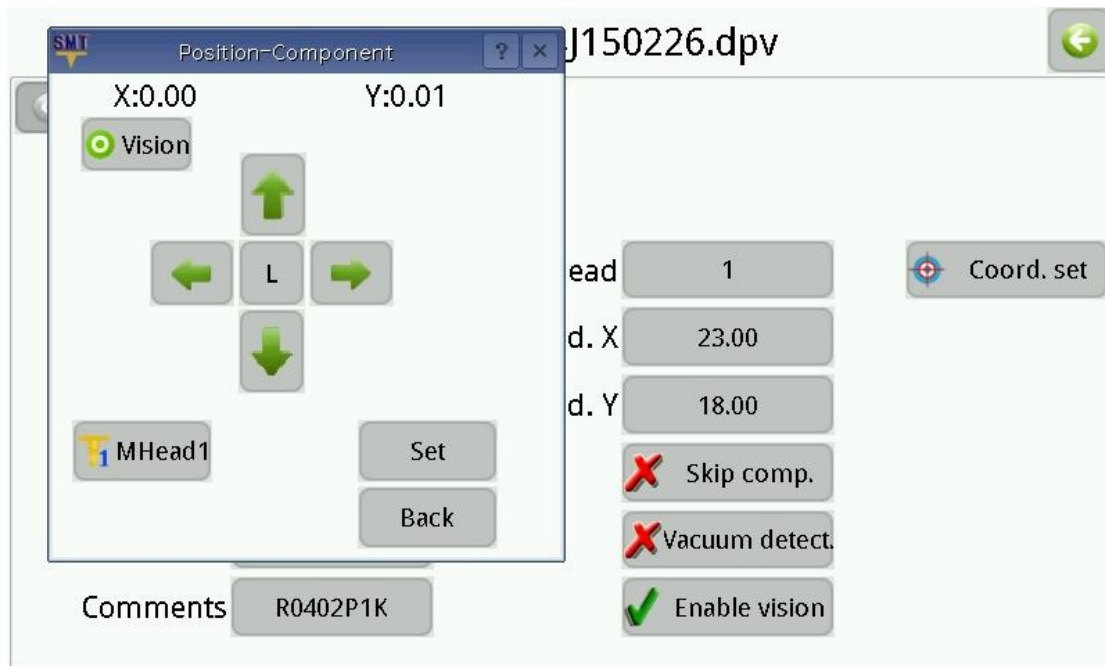 J150226.dpv
SMT Position-Component ? ×
X:0.00 Y:0.01
Vision
L
ead 1 Coord. set
d. X 23.00
d. Y 18.00
1 MHead1 Set
Skip comp.
Back
Vacuum detect.
Comments R0402P1K Enable vision